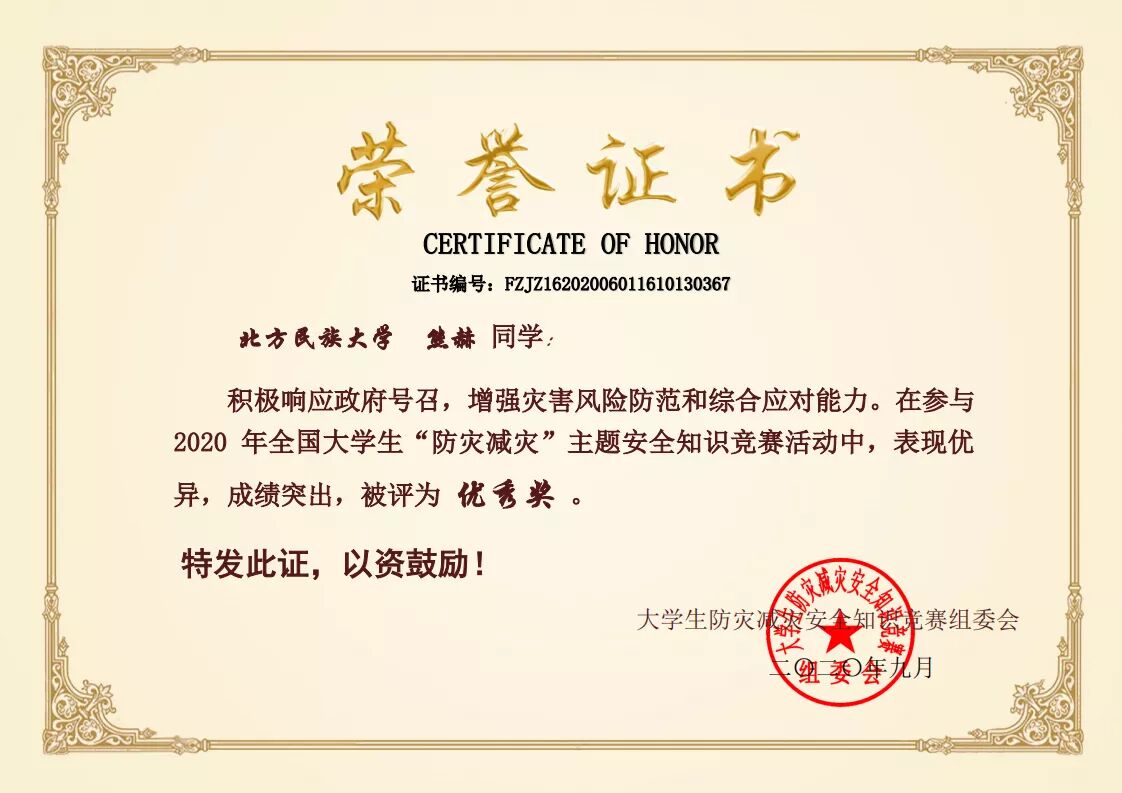 荣誉证书
CERTIFICATE OF HONOR
证书编号：FZJZ16202006011610130367
北方民族大学 熊赫 同学：
积极响应政府号召，增强灾害风险防范和综合应对能力。在参与
2020 年全国大学生“防灾减灾”主题安全知识竞赛活动中，表现优
异，成绩突出，被评为 优秀奖 。
特发此证，以资鼓励！
大学生防灾减灾安全知识竞赛组委会
二〇二〇年九月
大学生防灾减灾安全知识竞赛
组委会